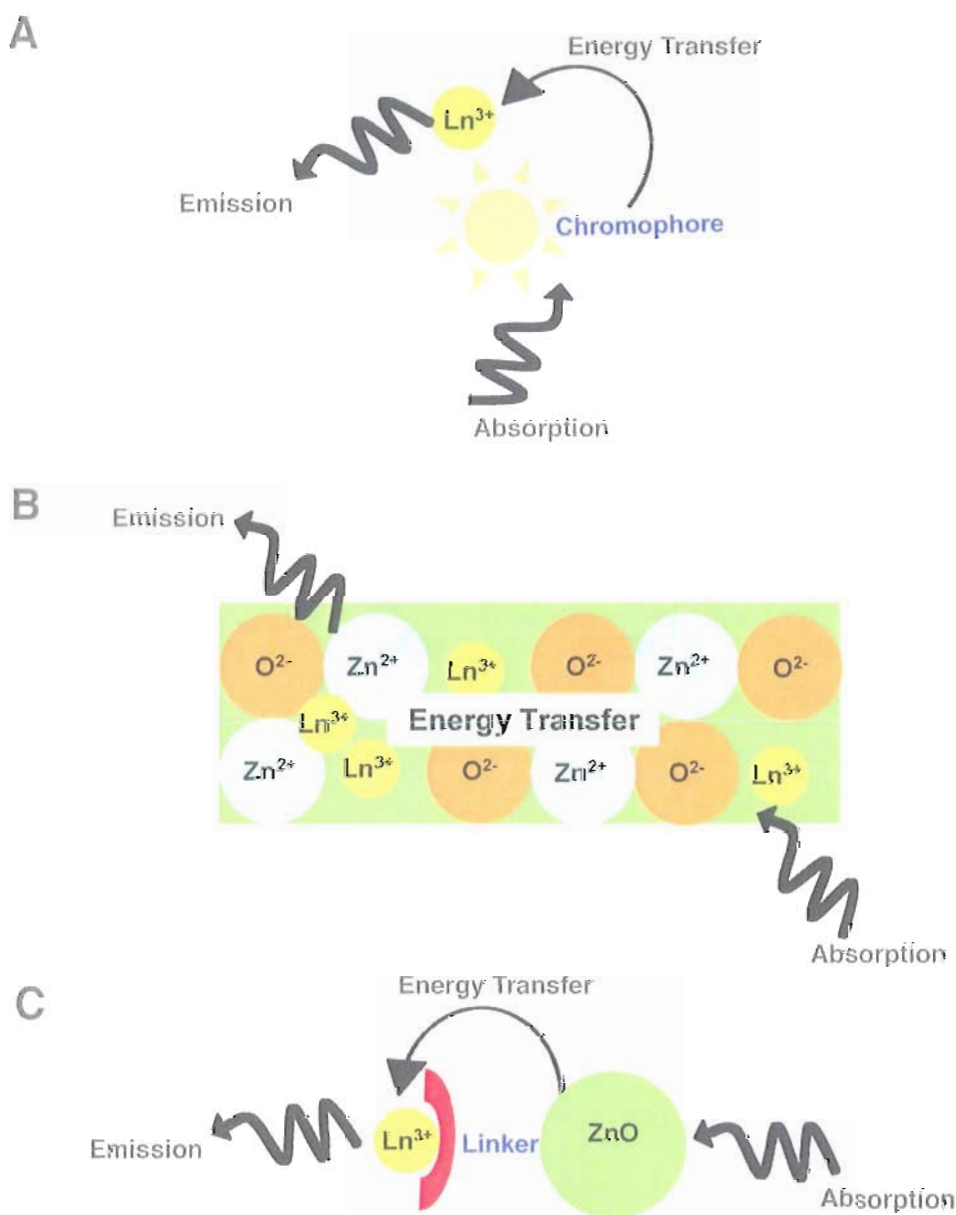 A
Energy Transfer
Ln³⁺
Emission
Chromophore
Absorption
B
Emission
O²⁻ Zn²⁺ Ln³⁺ O²⁻ Zn²⁺ O²⁻
Ln³⁺ Energy Transfer
Zn²⁺ Ln³⁺ O²⁻ Zn²⁺ O²⁻ Ln³⁺
Absorption
C
Energy Transfer
Ln³⁺ Linker ZnO
Emission
Absorption